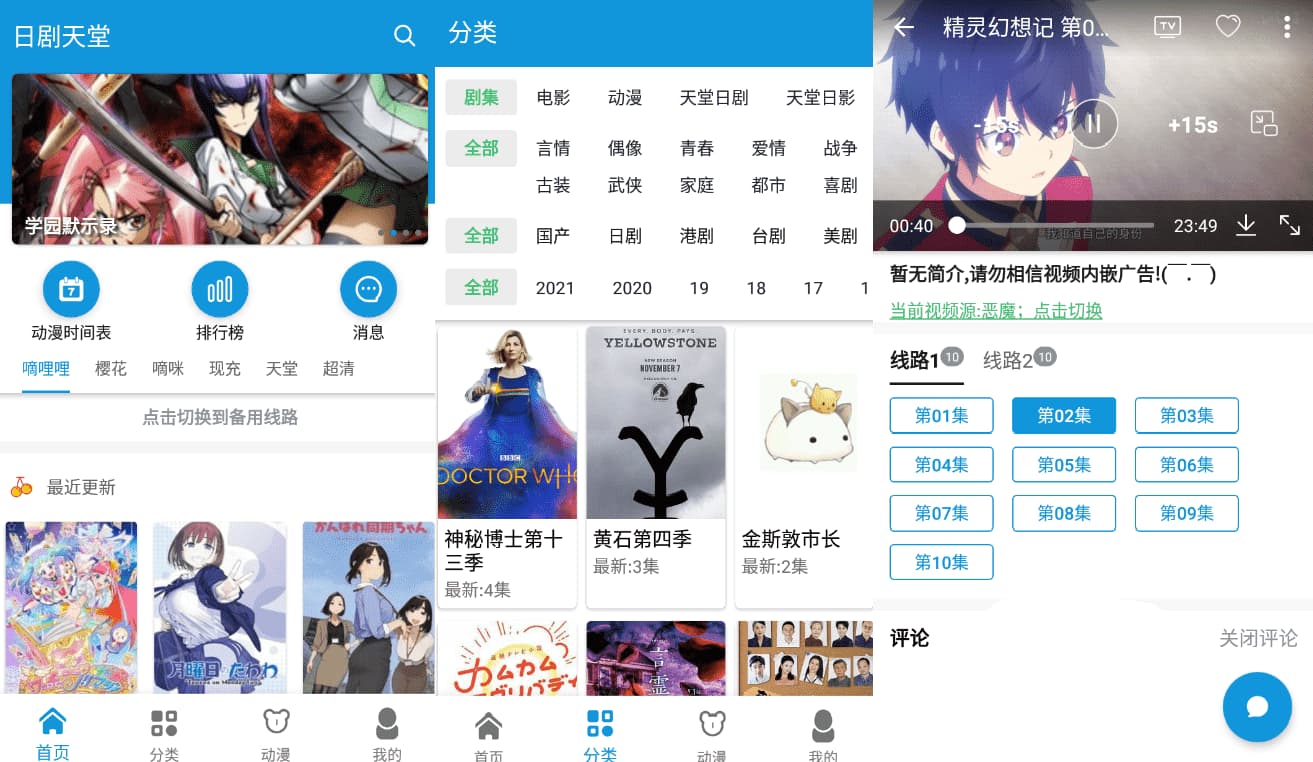 日剧天堂
学园默示录
7
动漫时间表
排行榜
消息
嘀哩哩 樱花 嘀咪 现充 天堂 超清
点击切换到备用线路
最近更新
がんばれ同期ちゃん
月曜日のたわわ
首页
分类
动漫
我的
分类
剧集 电影 动漫 天堂日剧 天堂日影
全部 言情 偶像 青春 爱情 战争
古装 武侠 家庭 都市 喜剧
全部 国产 日剧 港剧 台剧 美剧
全部 2021 2020 19 18 17 1
BBC
DOCTOR WHO
神秘博士第十三季
最新:4集
EVERY. BODY. PAYS.
YELLOWSTONE
NEW SEASON
NOVEMBER 7
黄石第四季
最新:3集
金斯敦市长
最新:2集
カムカム
言霊
首页
分类
动漫
我的
精灵幻想记 第0...
TV
-15s
+15s
00:40
23:49
我知道自己的身份
暂无简介,请勿相信视频内嵌广告!(￣.￣)
当前视频源:恶魔；点击切换
线路1 10 线路2 10
第01集 第02集 第03集
第04集 第05集 第06集
第07集 第08集 第09集
第10集
评论
关闭评论